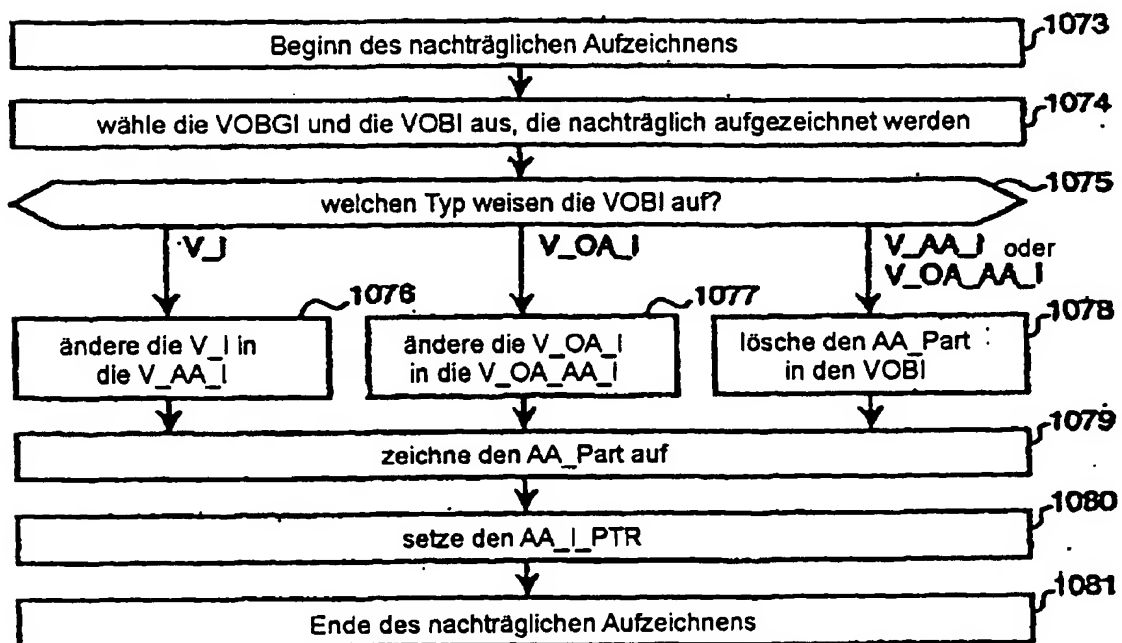 1073
Beginn des nachträglichen Aufzeichnens
1074
wähle die VOBGI und die VOBI aus, die nachträglich aufgezeichnet werden
1075
welchen Typ weisen die VOBI auf?
V_I
V_OA_I
V_AA_I oder
V_OA_AA_I
1076
ändere die V_I in
die V_AA_I
1077
ändere die V_OA_I
in die V_OA_AA_I
1078
lösche den AA_Part
in den VOBI
1079
zeichne den AA_Part auf
1080
setze den AA_I_PTR
1081
Ende des nachträglichen Aufzeichnens